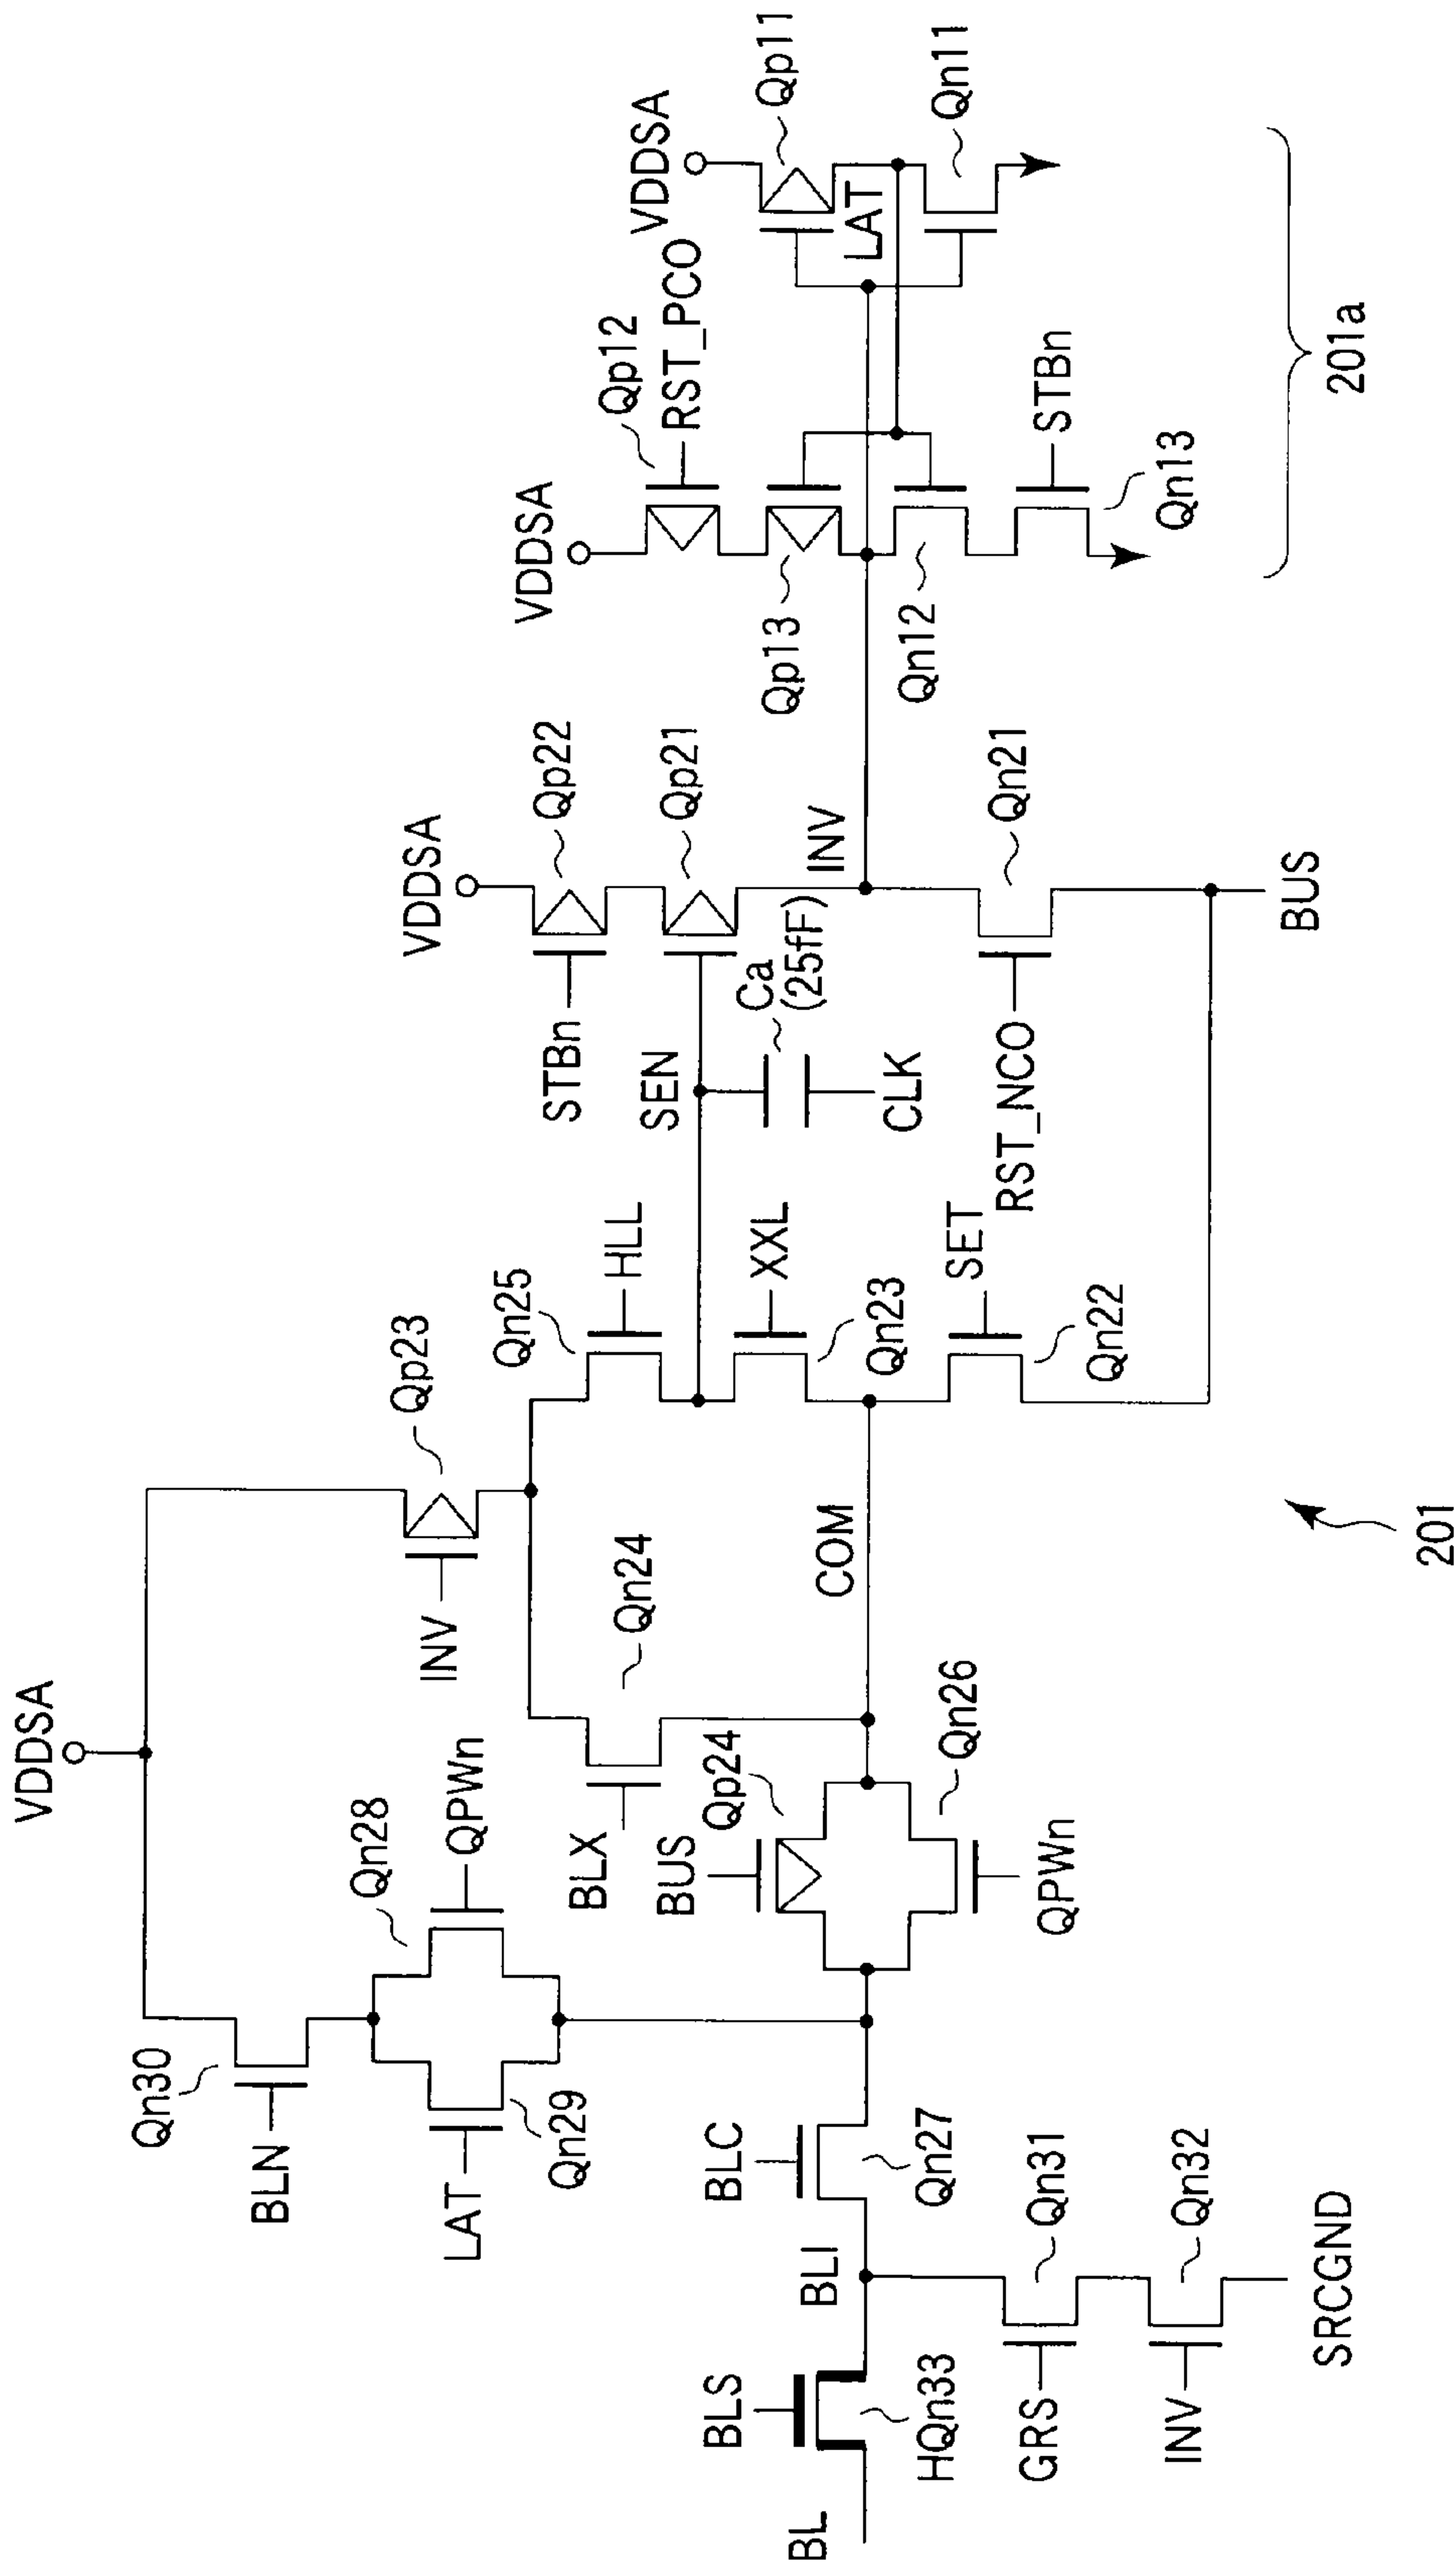 VDDSA
Qn30
BLN
Qn28
QPWn
LAT
Qn29
INV
Qp23
BLX
Qn24
Qn25
HLL
XXL
Qn23
SET
Qn22
COM
BUS
Qp24
Qn26
QPWn
BLC
Qn27
BLI
BLS
HQn33
BL
GRS
Qn31
INV
Qn32
SRCGND
VDDSA
STBn
Qp22
Qp21
SEN
Ca
(25fF)
CLK
INV
RST_NCO
Qn21
BUS
VDDSA
Qp12
RST_PCO
Qp13
Qn12
STBn
Qn13
VDDSA
Qp11
LAT
Qn11
201a
201